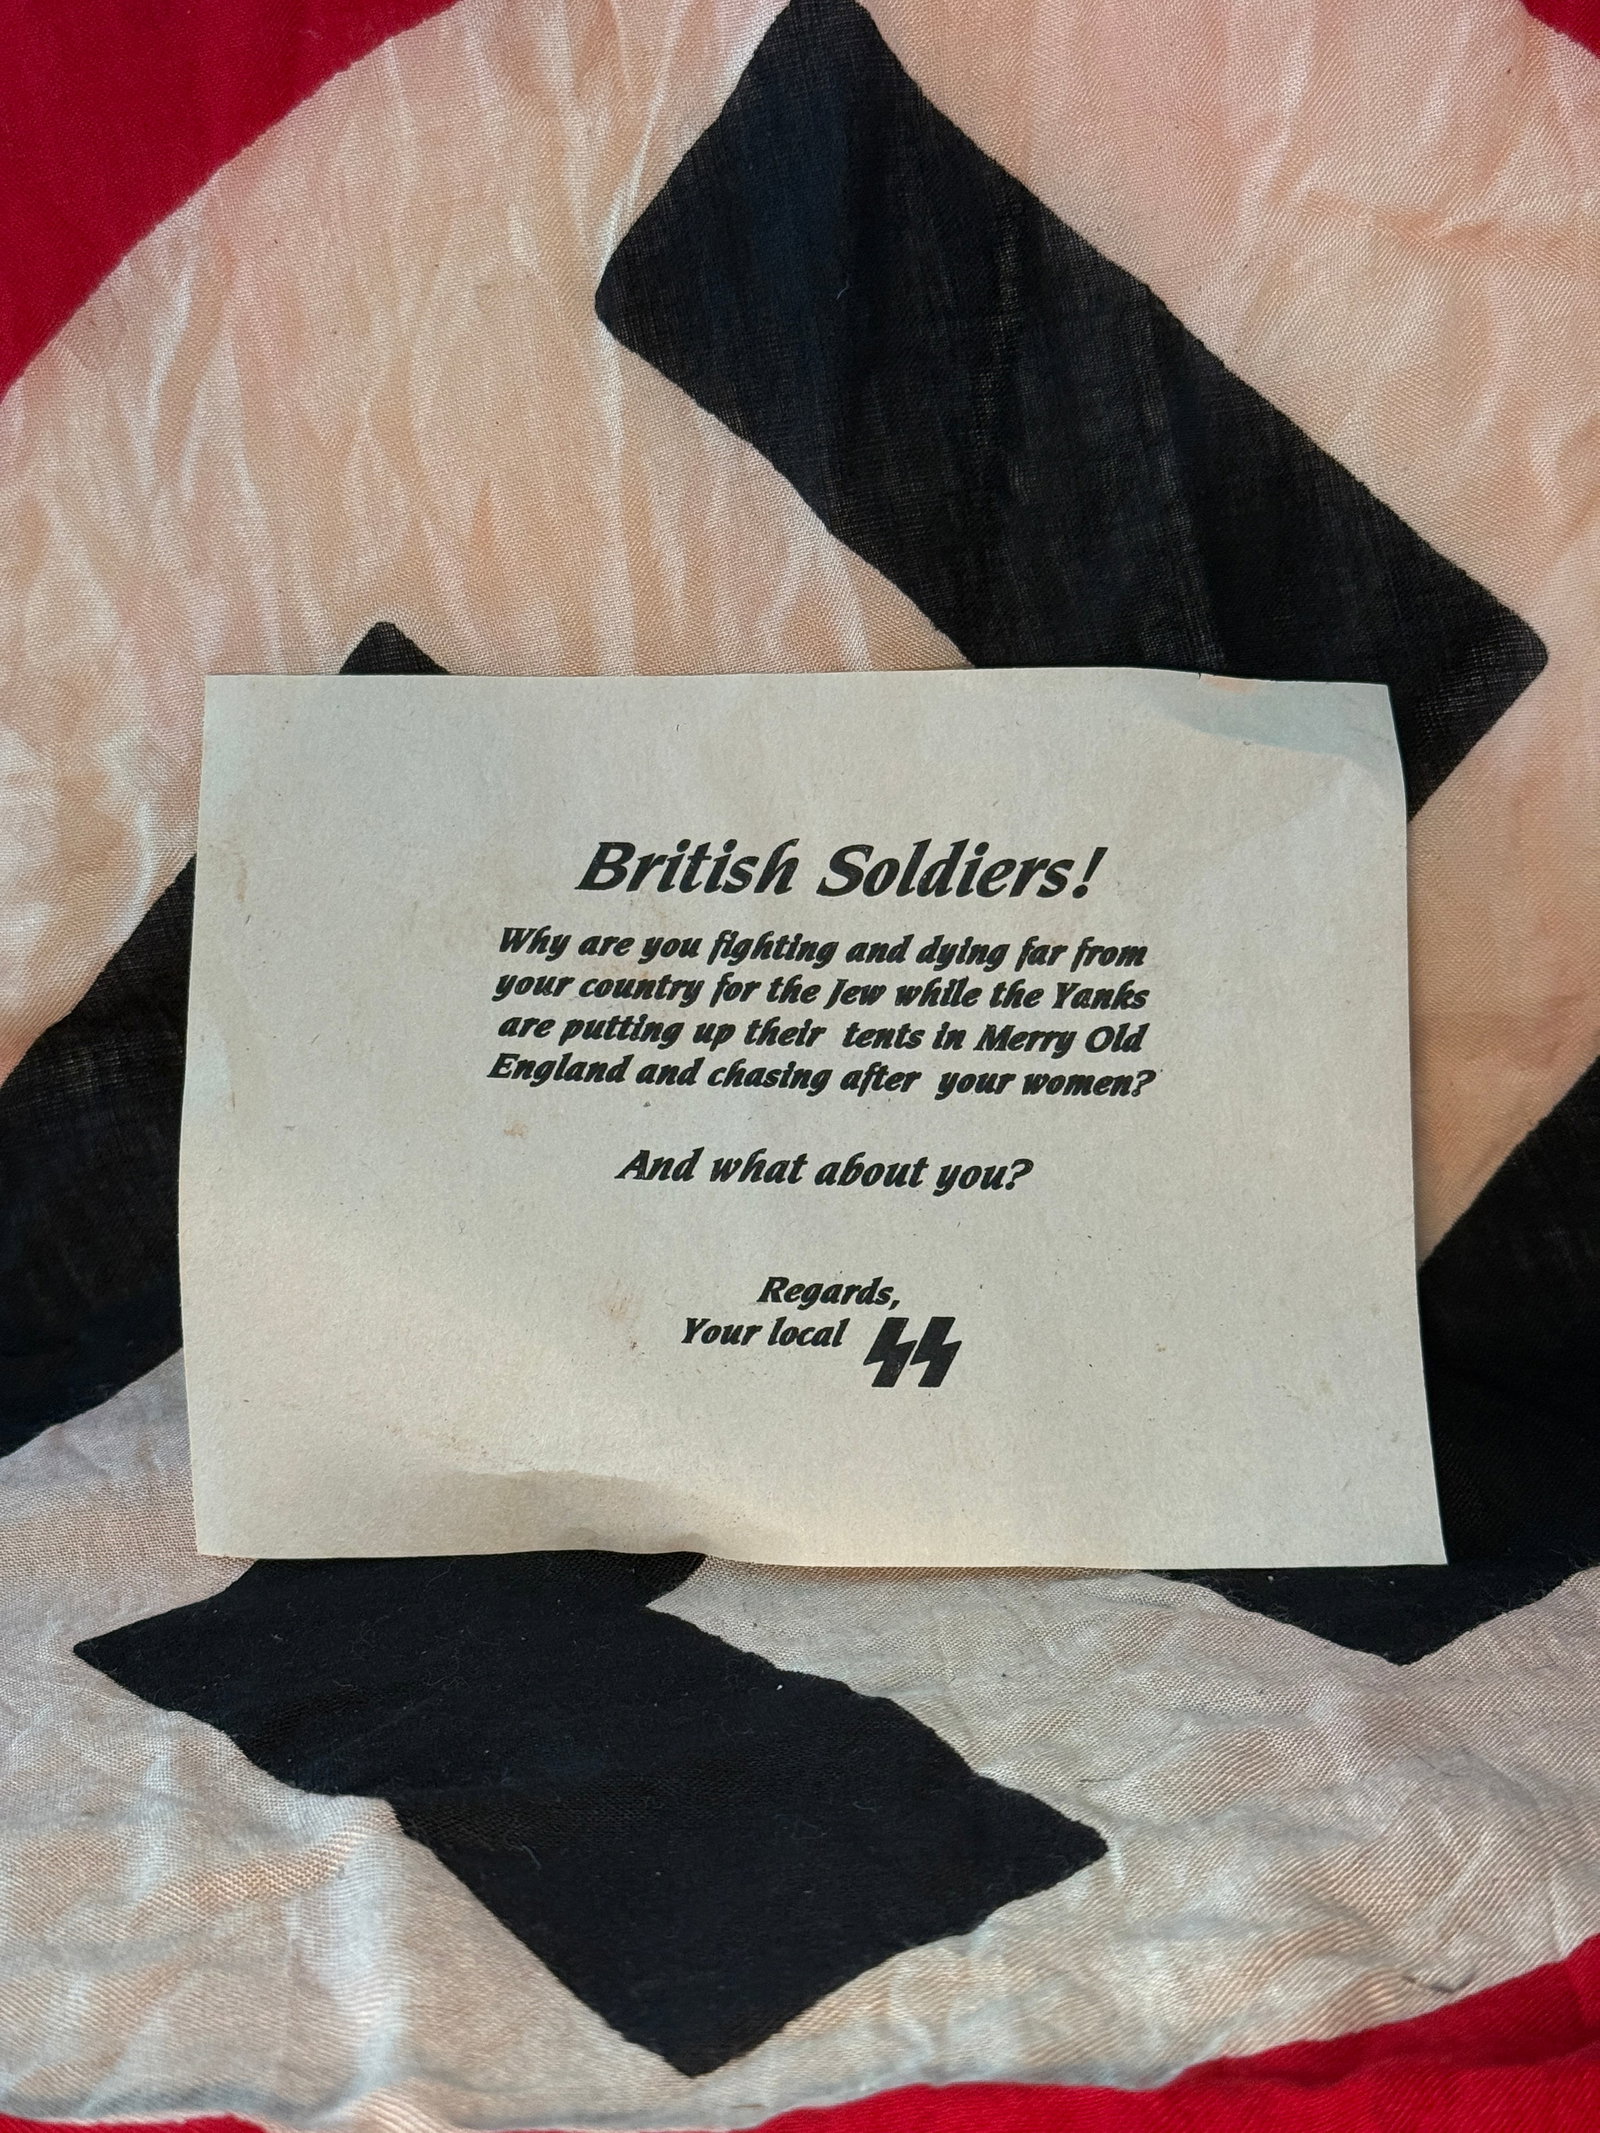 British Soldiers!
Why are you fighting and dying far from
your country for the Jew while the Yanks
are putting up their tents in Merry Old
England and chasing after your women?
And what about you?
Regards,
Your local SS